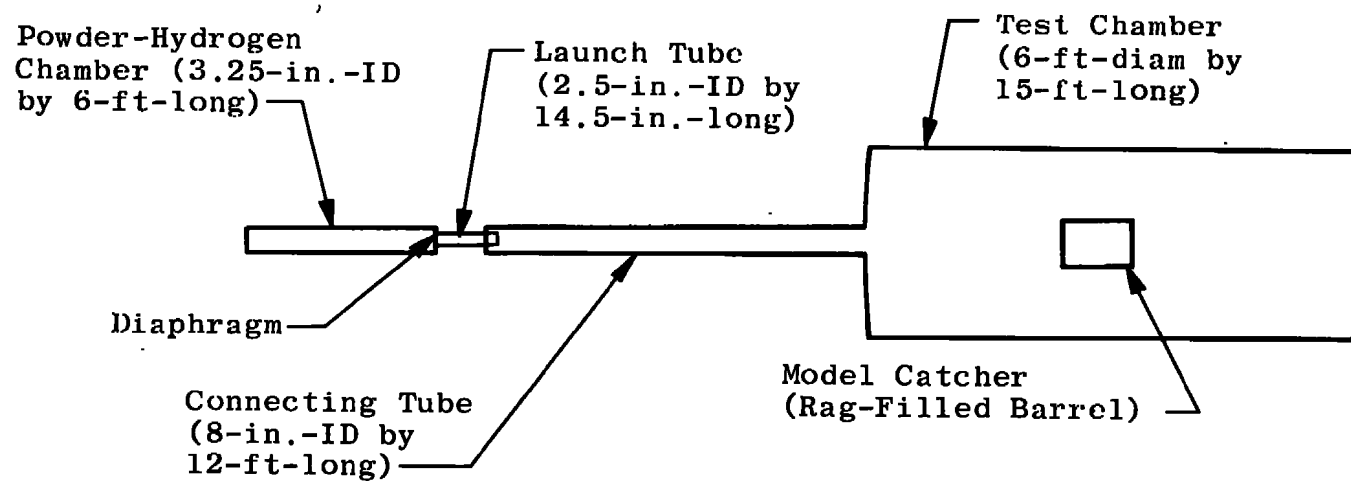 Powder-Hydrogen
Chamber (3.25-in.-ID
by 6-ft-long)
Launch Tube
(2.5-in.-ID by
14.5-in.-long)
Test Chamber
(6-ft-diam by
15-ft-long)
Diaphragm
Connecting Tube
(8-in.-ID by
12-ft-long)
Model Catcher
(Rag-Filled Barrel)